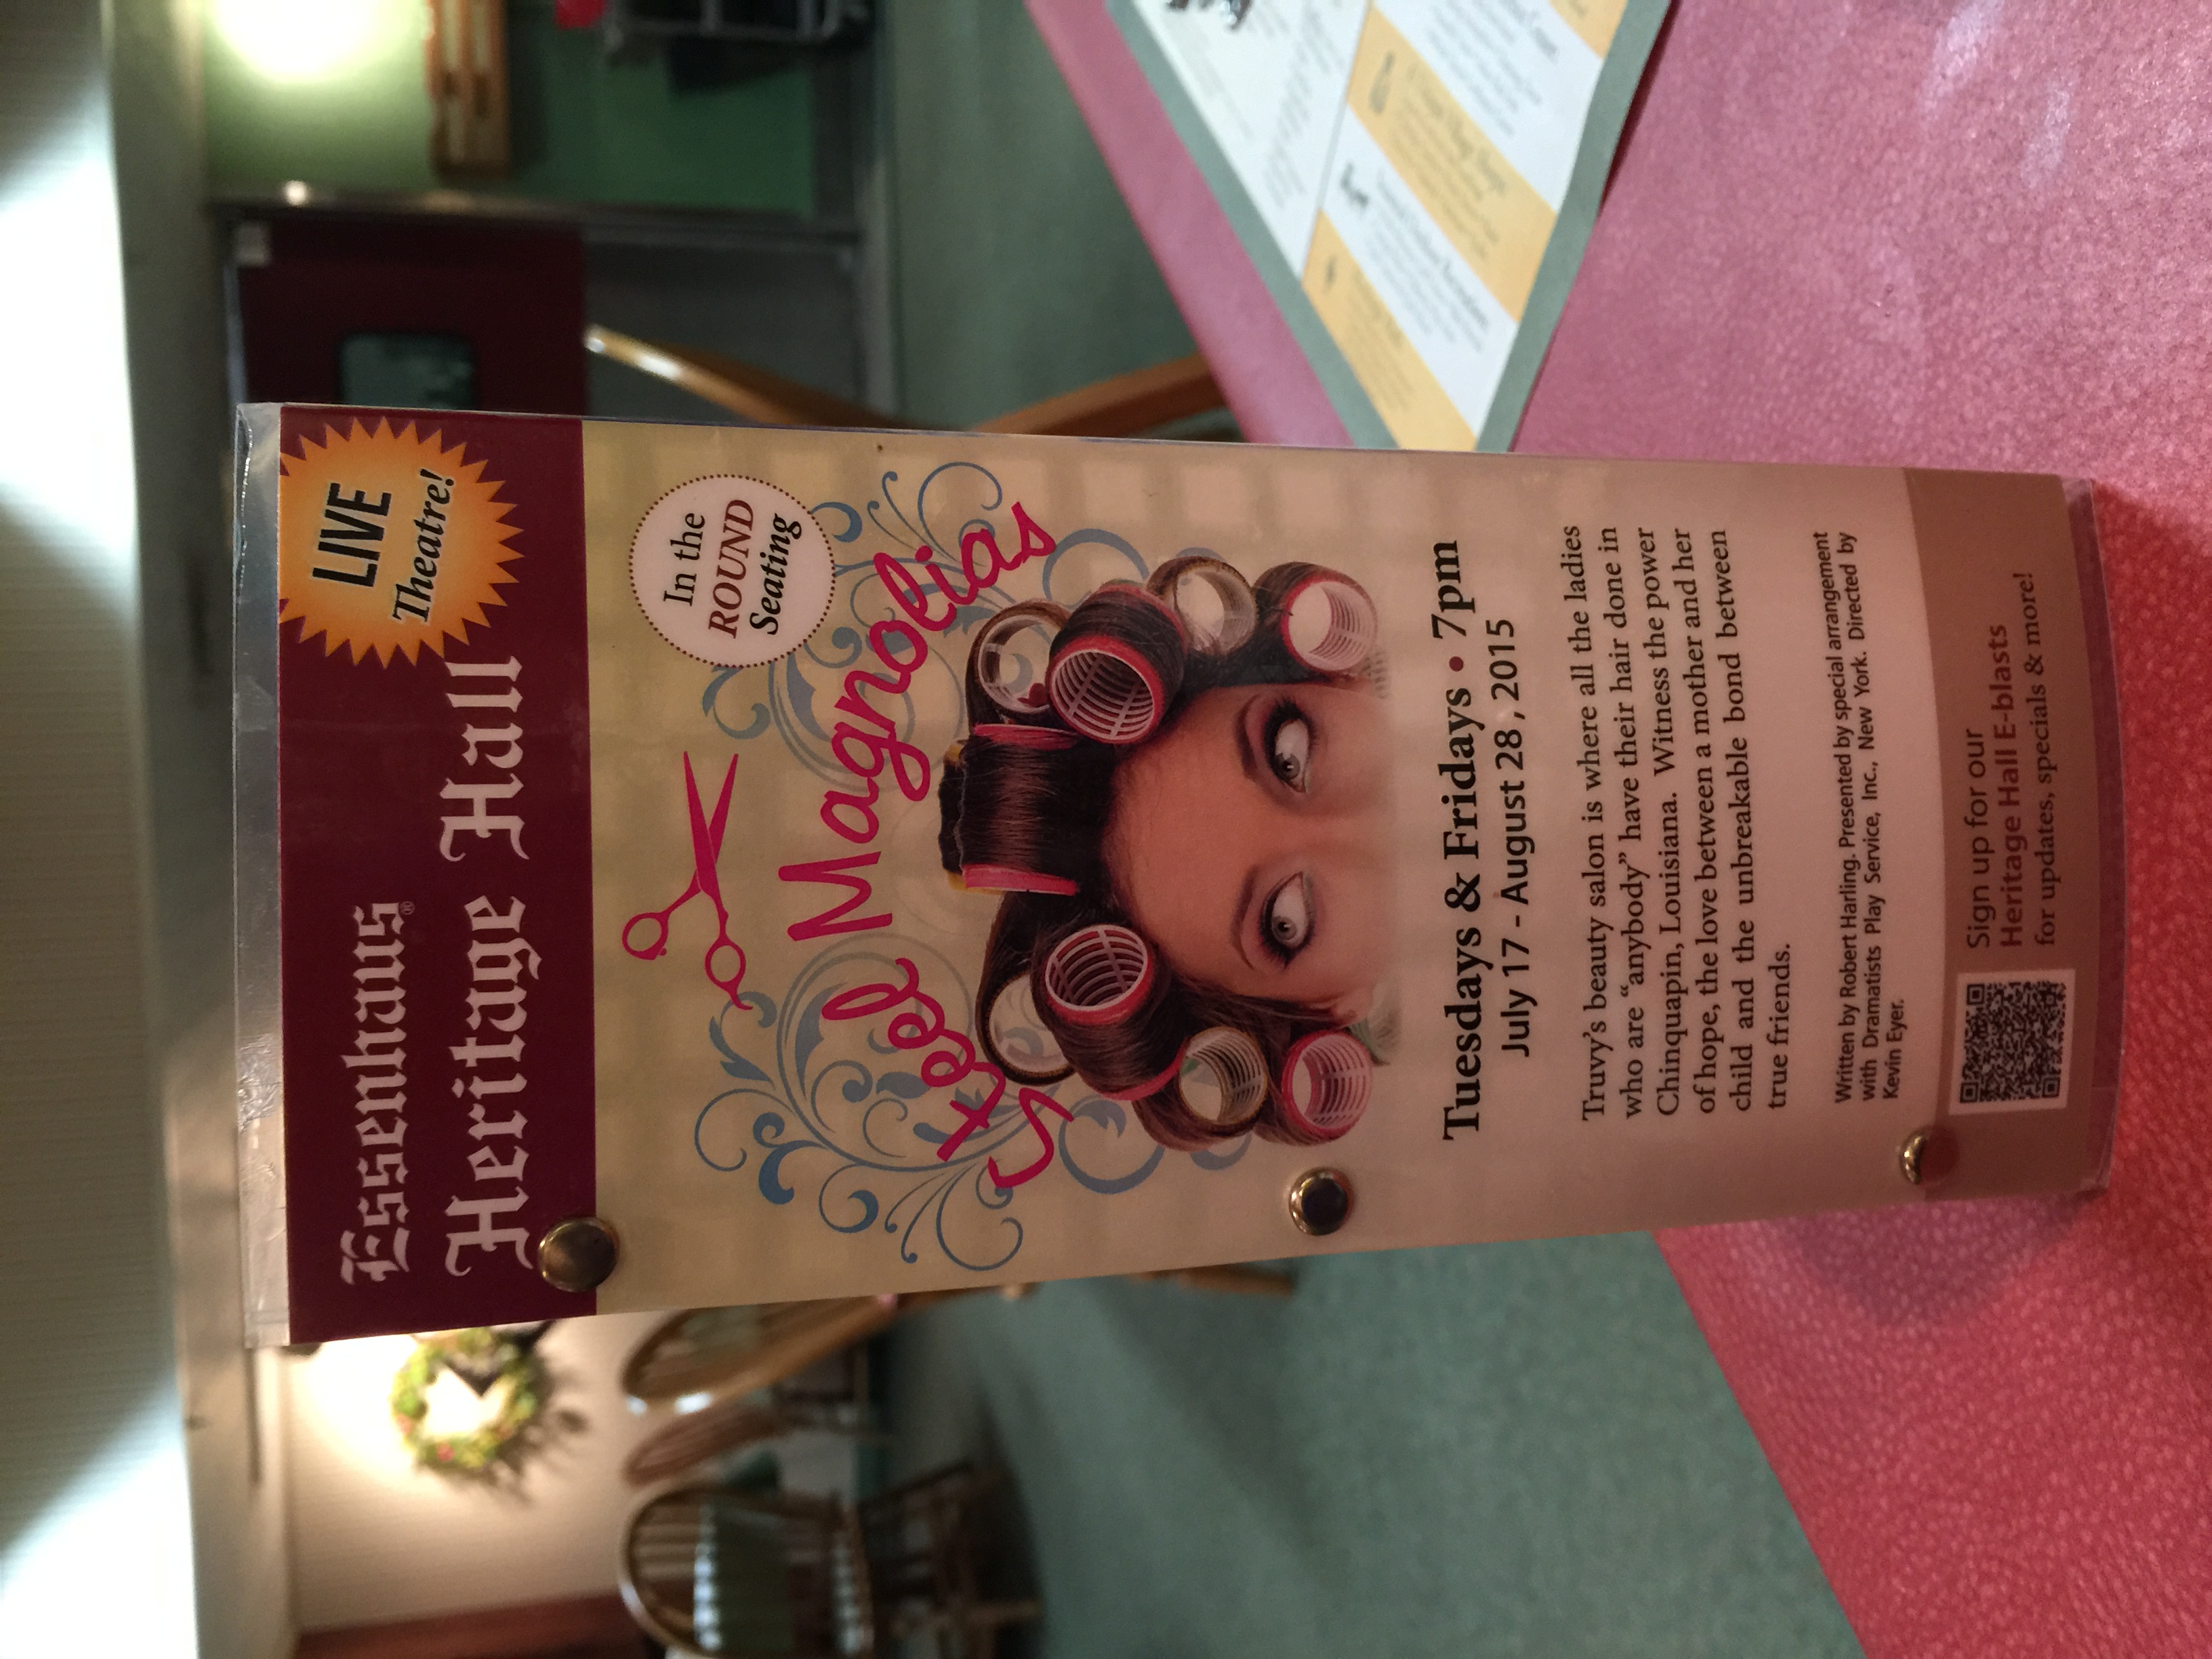 LIVE
Theatre!
Essenhaus®
Heritage Hall
In the
ROUND
Seating
Steel Magnolias
Tuesdays & Fridays • 7pm
July 17 - August 28, 2015
Truvy's beauty salon is where all the ladies
who are “anybody” have their hair done in
Chinquapin, Louisiana. Witness the power
of hope, the love between a mother and her
child and the unbreakable bond between
true friends.
Written by Robert Harling. Presented by special arrangement
with Dramatists Play Service, Inc., New York. Directed by
Kevin Eyer.
Sign up for our
Heritage Hall E-blasts
for updates, specials & more!